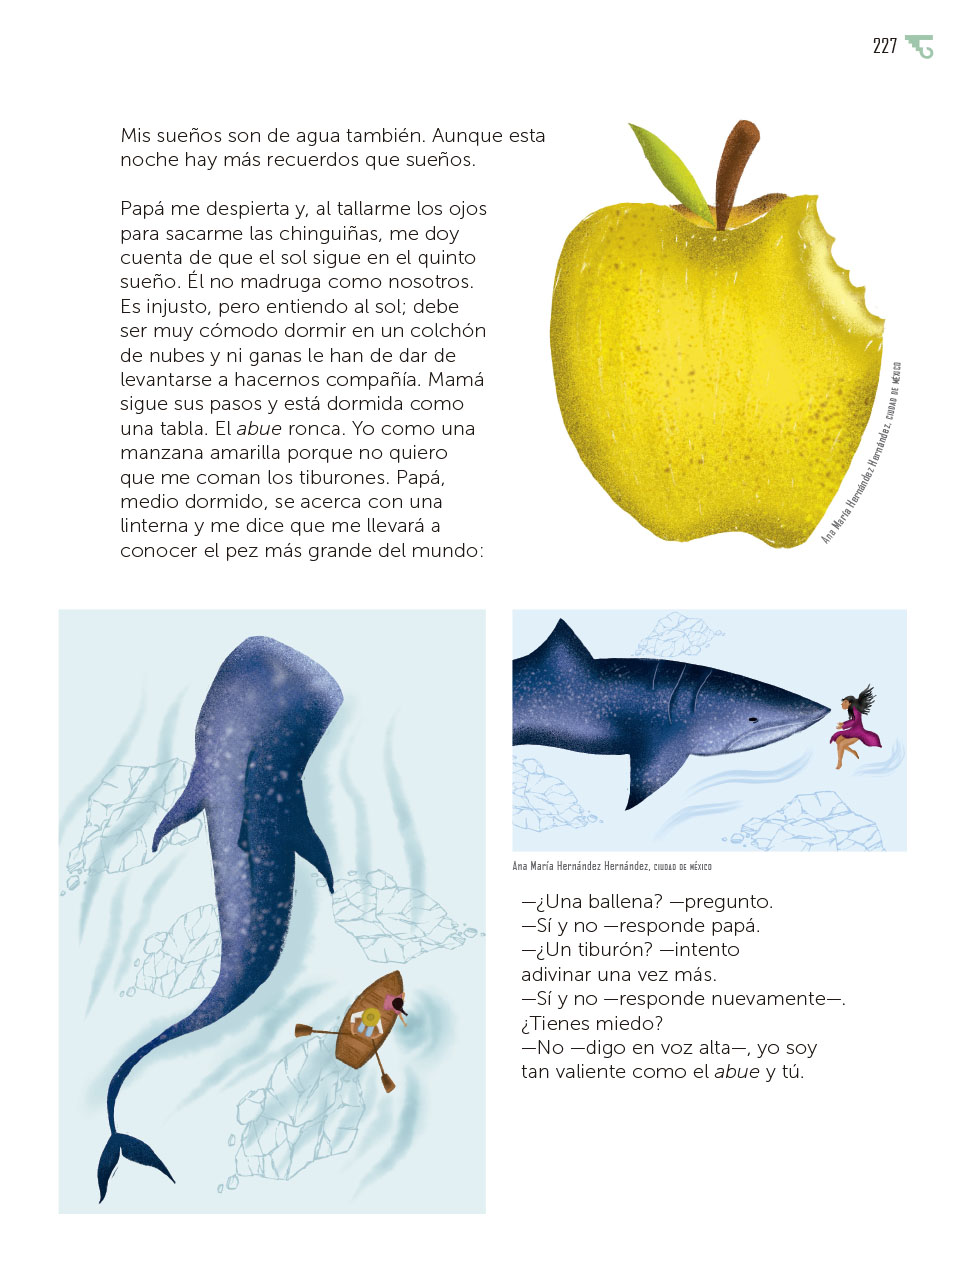 227
Mis sueños son de agua también. Aunque esta
noche hay más recuerdos que sueños.
Papá me despierta y, al tallarme los ojos
para sacarme las chinguiñas, me doy
cuenta de que el sol sigue en el quinto
sueño. Él no madruga como nosotros.
Es injusto, pero entiendo al sol; debe
ser muy cómodo dormir en un colchón
de nubes y ni ganas le han de dar de
levantarse a hacernos compañía. Mamá
sigue sus pasos y está dormida como
una tabla. El abue ronca. Yo como una
manzana amarilla porque no quiero
que me coman los tiburones. Papá,
medio dormido, se acerca con una
linterna y me dice que me llevará a
conocer el pez más grande del mundo:
Ana María Hernández Hernández, CIUDAD DE MÉXICO
Ana María Hernández Hernández, CIUDAD DE MÉXICO
—¿Una ballena? —pregunto.
—Sí y no —responde papá.
—¿Un tiburón? —intento
adivinar una vez más.
—Sí y no —responde nuevamente—.
¿Tienes miedo?
—No —digo en voz alta—, yo soy
tan valiente como el abue y tú.